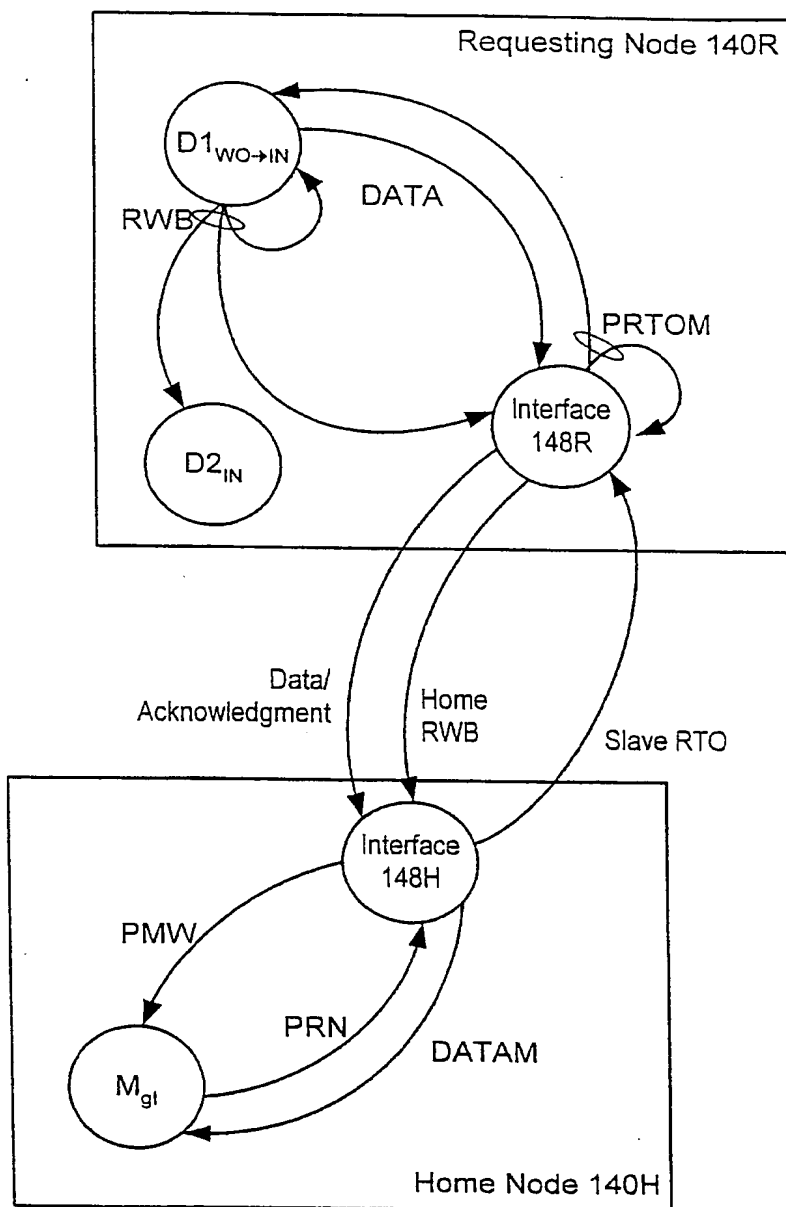 Requesting Node 140R
D1WO→IN
DATA
RWB
PRTOM
Interface
148R
D2IN
Data/
Acknowledgment
Home
RWB
Slave RTO
Interface
148H
PMW
PRN
DATAM
MgI
Home Node 140H